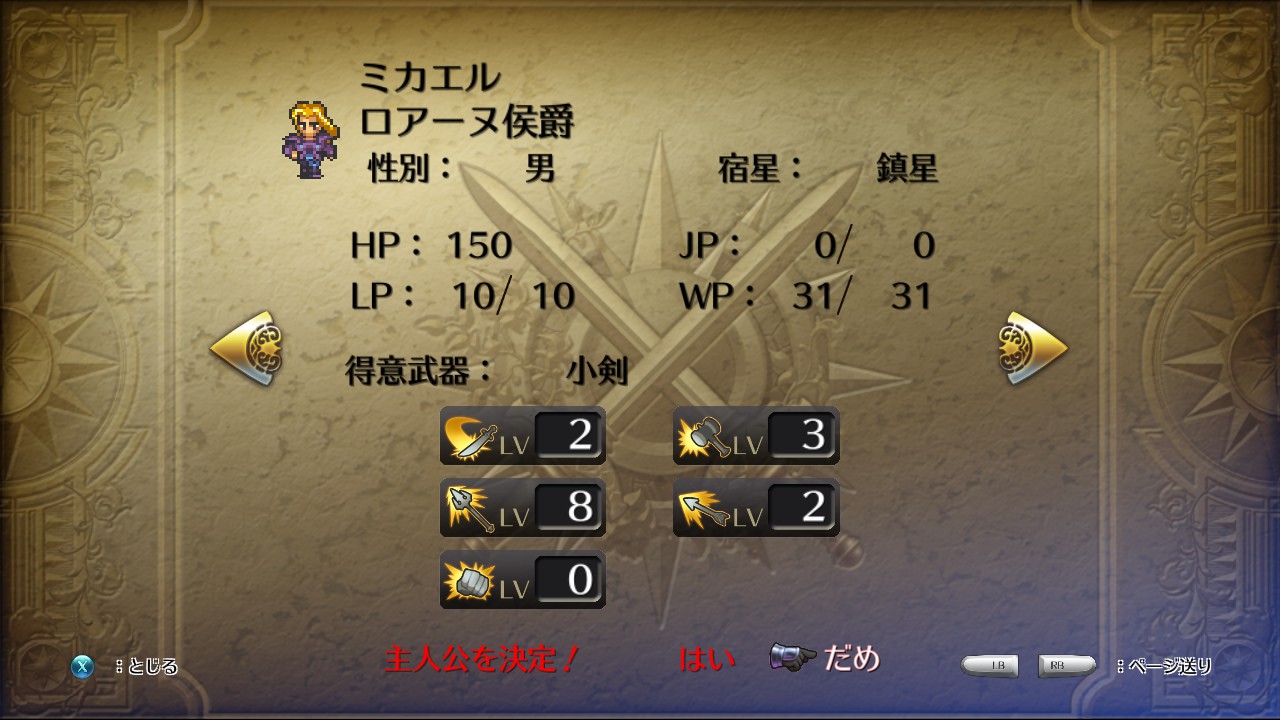 ミカエル
ロアーヌ侯爵
性別： 男 宿星： 鎮星
HP： 150 JP： 0/ 0
LP： 10/ 10 WP： 31/ 31
得意武器： 小剣
LV 2 LV 3
LV 8 LV 2
LV 0
主人公を決定！ はい だめ
X ：とじる LB RB ：ページ送り